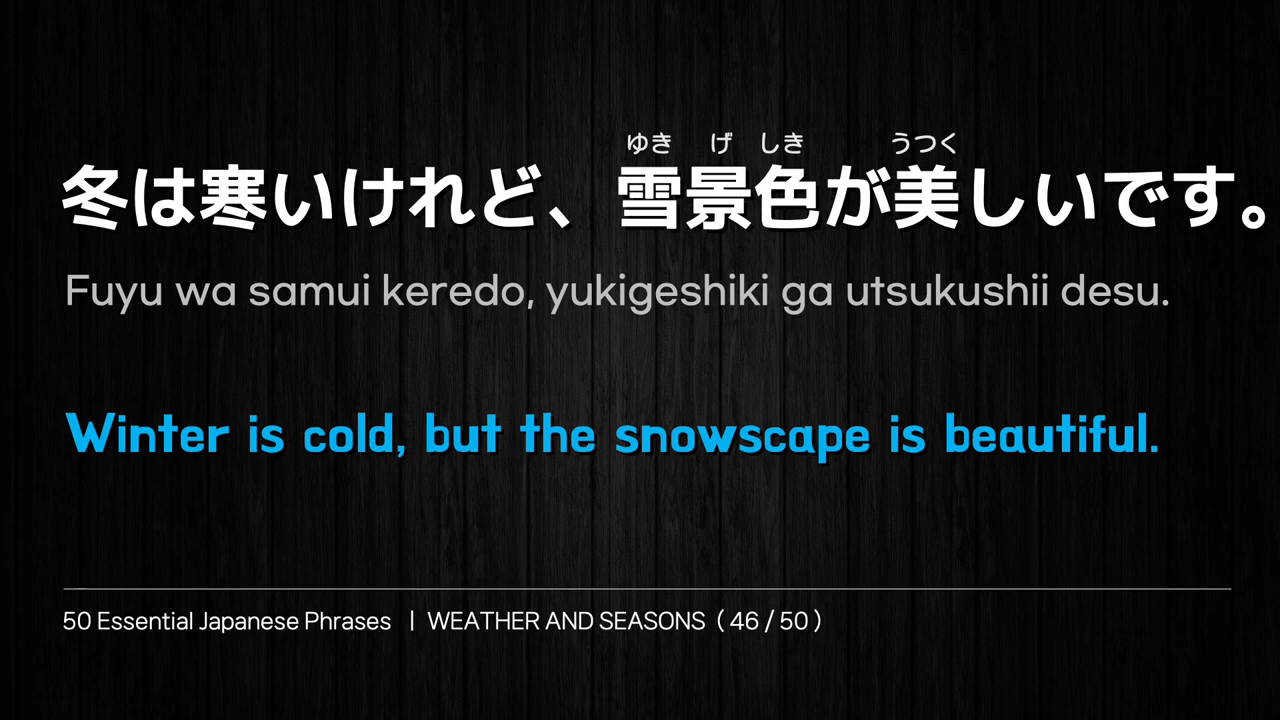 ゆき げ しき うつく
冬は寒いけれど、雪景色が美しいです。
Fuyu wa samui keredo, yukigeshiki ga utsukushii desu.
Winter is cold, but the snowscape is beautiful.
50 Essential Japanese Phrases | WEATHER AND SEASONS ( 46 / 50 )